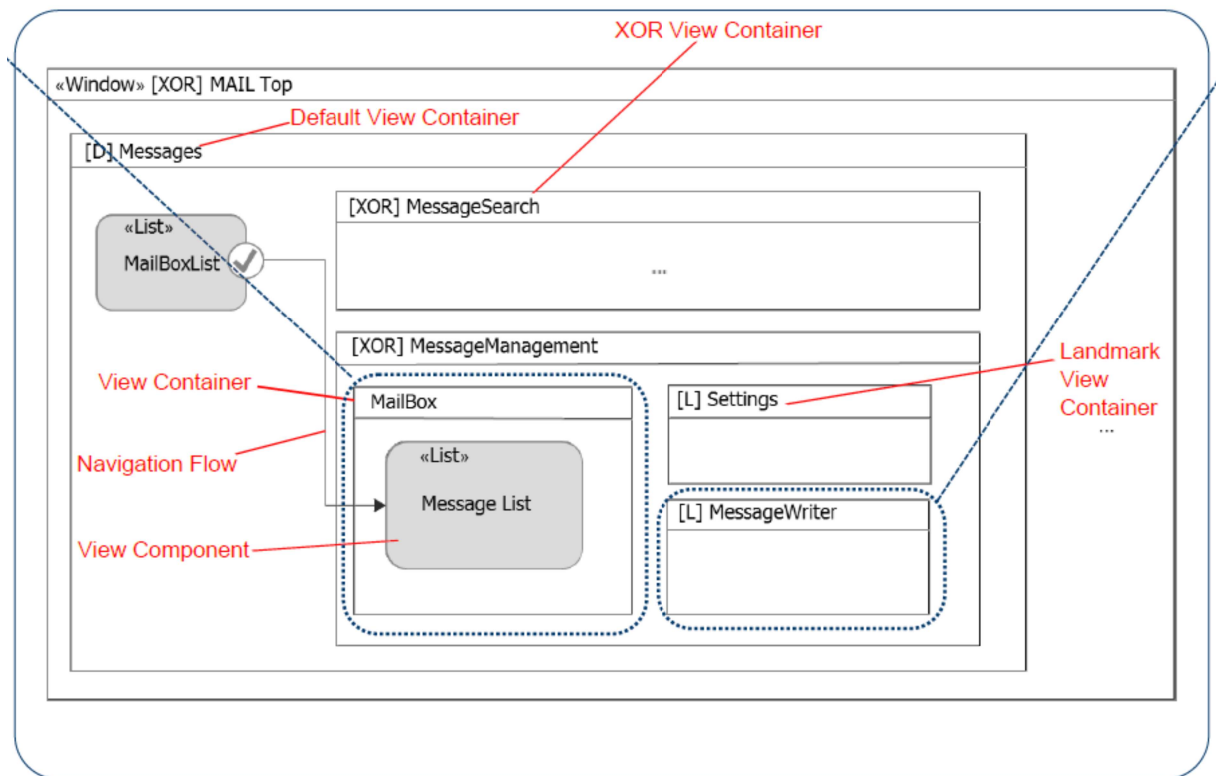 XOR View Container
«Window» [XOR] MAIL Top
Default View Container
[D] Messages
[XOR] MessageSearch
...
«List»
MailBoxList
[XOR] MessageManagement
View Container
MailBox
[L] Settings
Landmark
View
Container
...
Navigation Flow
«List»
Message List
[L] MessageWriter
View Component